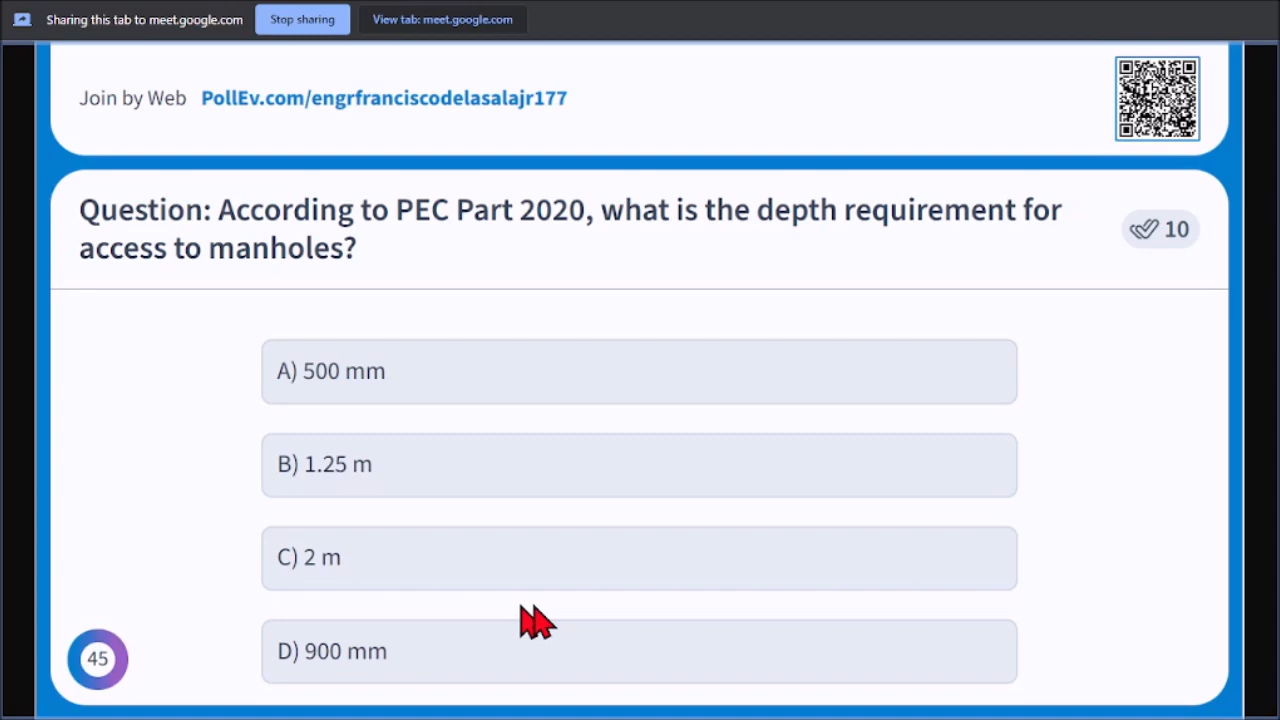 Sharing this tab to meet.google.com Stop sharing View tab: meet.google.com
Join by Web PollEv.com/engrfranciscodelasalajr177
Question: According to PEC Part 2020, what is the depth requirement for
access to manholes?
10
A) 500 mm
B) 1.25 m
C) 2 m
D) 900 mm
45